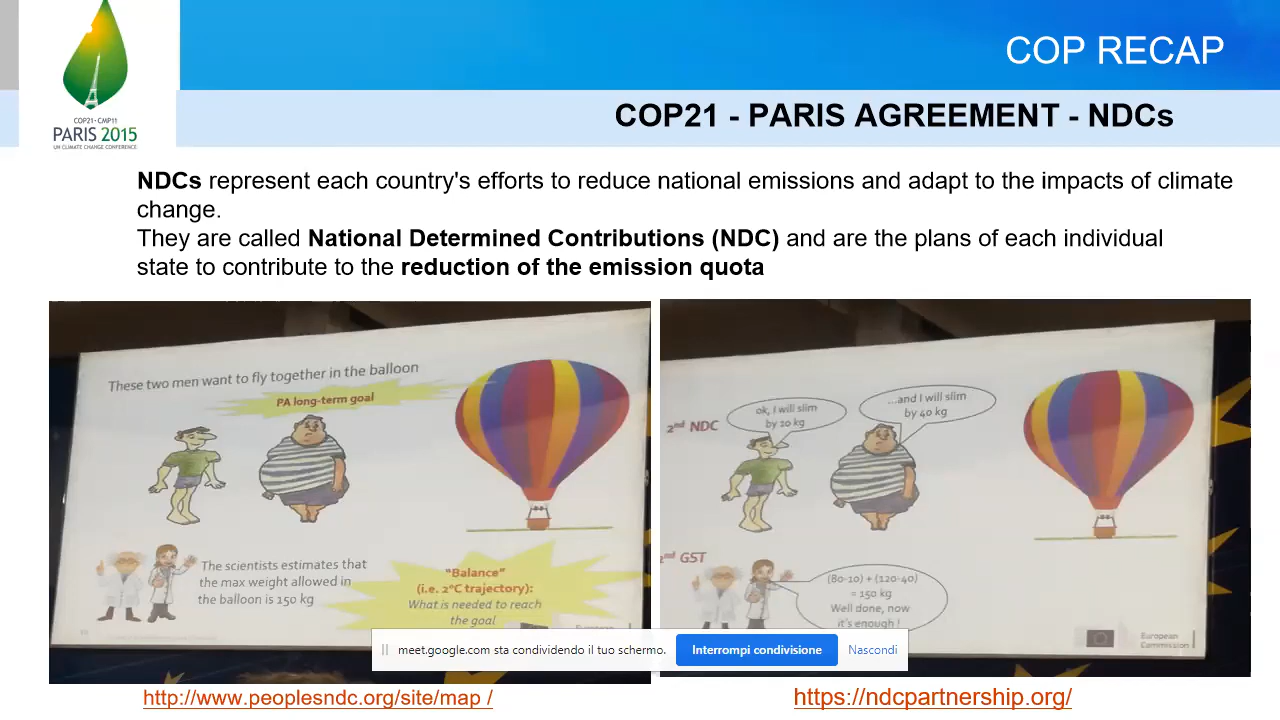 COP21 · CMP11
PARIS 2015
UN CLIMATE CHANGE CONFERENCE
COP RECAP
COP21 - PARIS AGREEMENT - NDCs
NDCs represent each country's efforts to reduce national emissions and adapt to the impacts of climate
change.
They are called National Determined Contributions (NDC) and are the plans of each individual
state to contribute to the reduction of the emission quota
These two men want to fly together in the balloon
PA long-term goal
The scientists estimates that
the max weight allowed in
the balloon is 150 kg
"Balance"
(i.e. 2°C trajectory):
What is needed to reach
the goal
2nd NDC
ok, I will slim
by 10 kg
...and I will slim
by 40 kg
2nd GST
(80-10) + (120-40)
= 150 kg
Well done, now
it's enough !
European
Commission
meet.google.com sta condividendo il tuo schermo.
Interrompi condivisione
Nascondi
http://www.peoplesndc.org/site/map /
https://ndcpartnership.org/